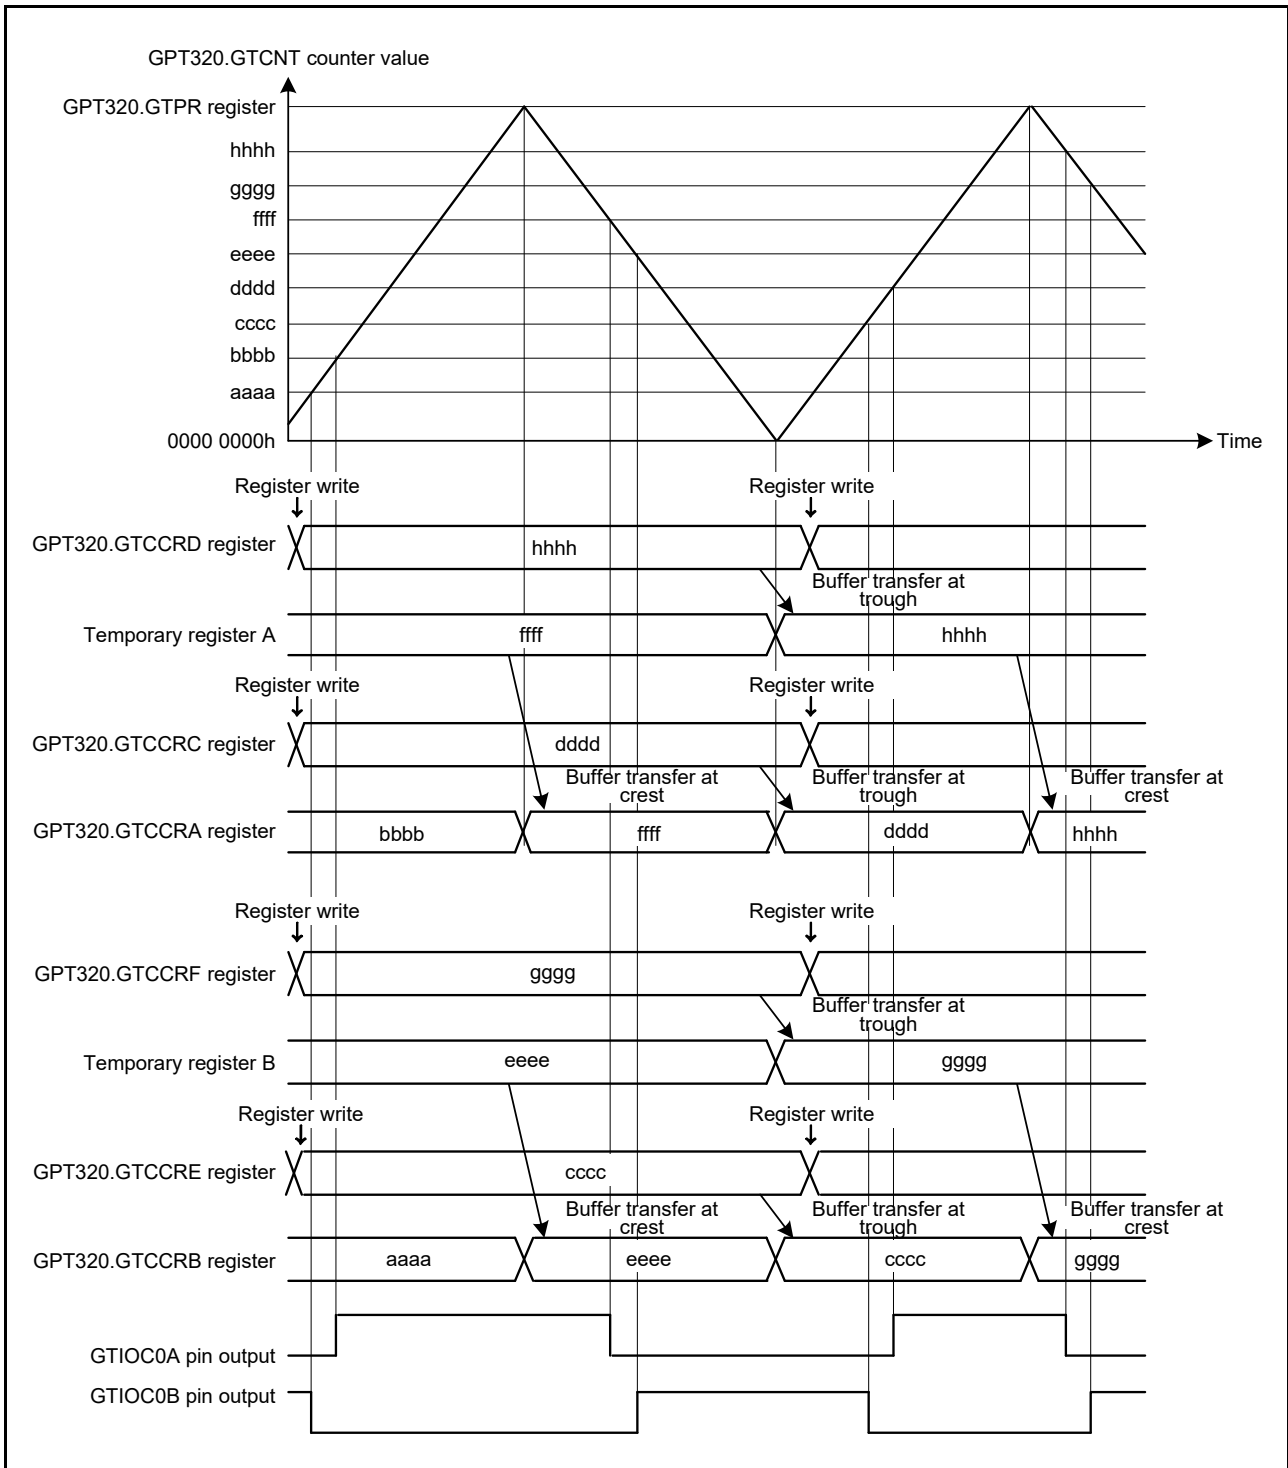 GPT320.GTCNT counter value
GPT320.GTPR register
hhhh
gggg
ffff
eeee
dddd
cccc
bbbb
aaaa
0000 0000h
Time
Register write
Register write
GPT320.GTCCRD register
hhhh
Buffer transfer at
trough
Temporary register A
ffff
hhhh
Register write
Register write
GPT320.GTCCRC register
dddd
Buffer transfer at
crest
Buffer transfer at
trough
Buffer transfer at
crest
GPT320.GTCCRA register
bbbb
ffff
dddd
hhhh
Register write
Register write
GPT320.GTCCRF register
gggg
Buffer transfer at
trough
Temporary register B
eeee
gggg
Register write
Register write
GPT320.GTCCRE register
cccc
Buffer transfer at
crest
Buffer transfer at
trough
Buffer transfer at
crest
GPT320.GTCCRB register
aaaa
eeee
cccc
gggg
GTIOC0A pin output
GTIOC0B pin output